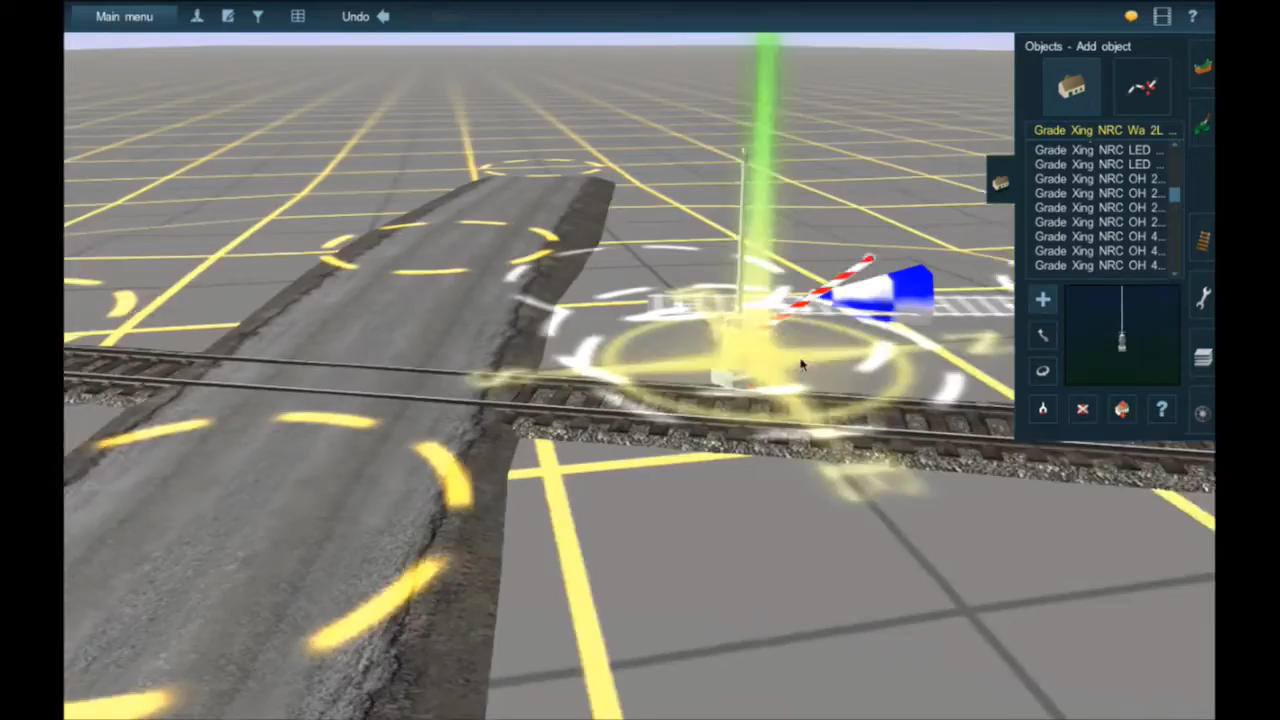 Main menu
Undo
?
Objects - Add object
Grade Xing NRC Wa 2L ...
Grade Xing NRC LED ...
Grade Xing NRC LED ...
Grade Xing NRC OH 2...
Grade Xing NRC OH 2...
Grade Xing NRC OH 2...
Grade Xing NRC OH 2...
Grade Xing NRC OH 4...
Grade Xing NRC OH 4...
Grade Xing NRC OH 4...
?